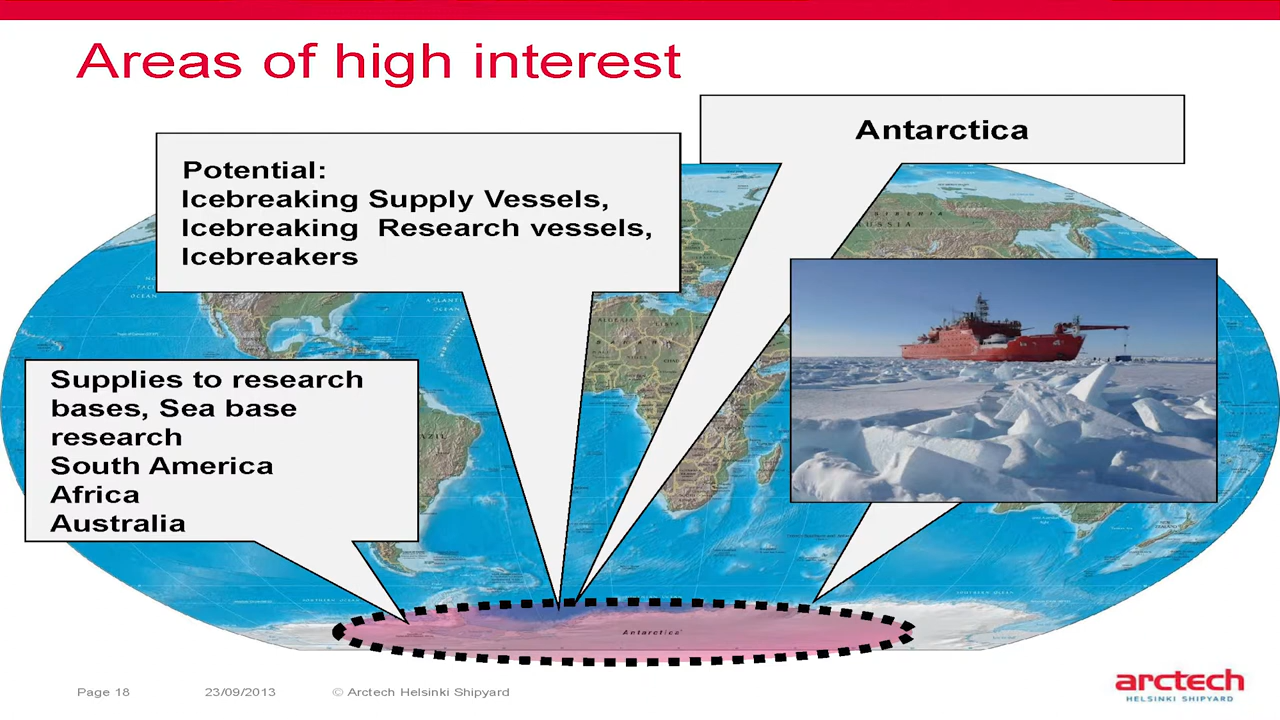 Areas of high interest
Antarctica
Potential:
Icebreaking Supply Vessels,
Icebreaking Research vessels,
Icebreakers
Supplies to research
bases, Sea base
research
South America
Africa
Australia
RUSSIA
Antarctica
Page 18
23/09/2013
© Arctech Helsinki Shipyard
arctech
HELSINKI SHIPYARD